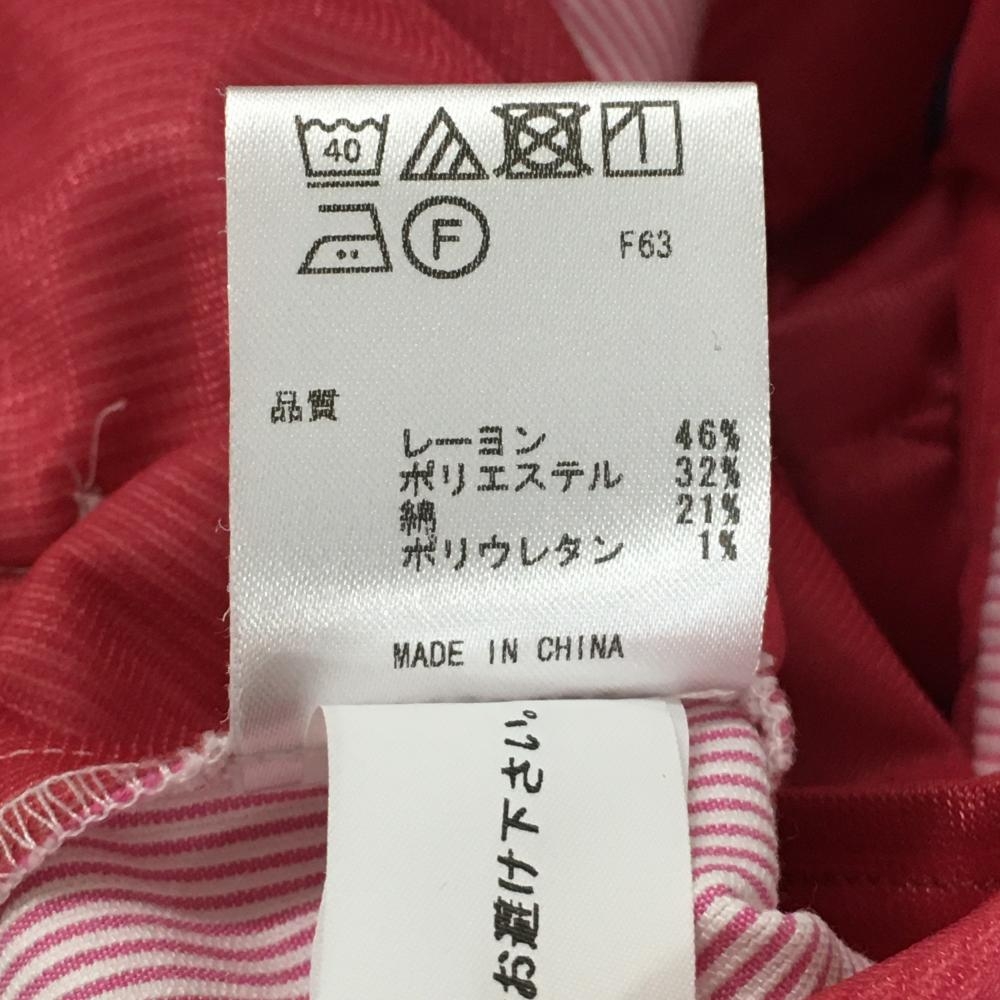 40
F F63
品質
レーヨン 46%
ポリエステル 32%
綿 21%
ポリウレタン 1%
MADE IN CHINA
お避け下さい。